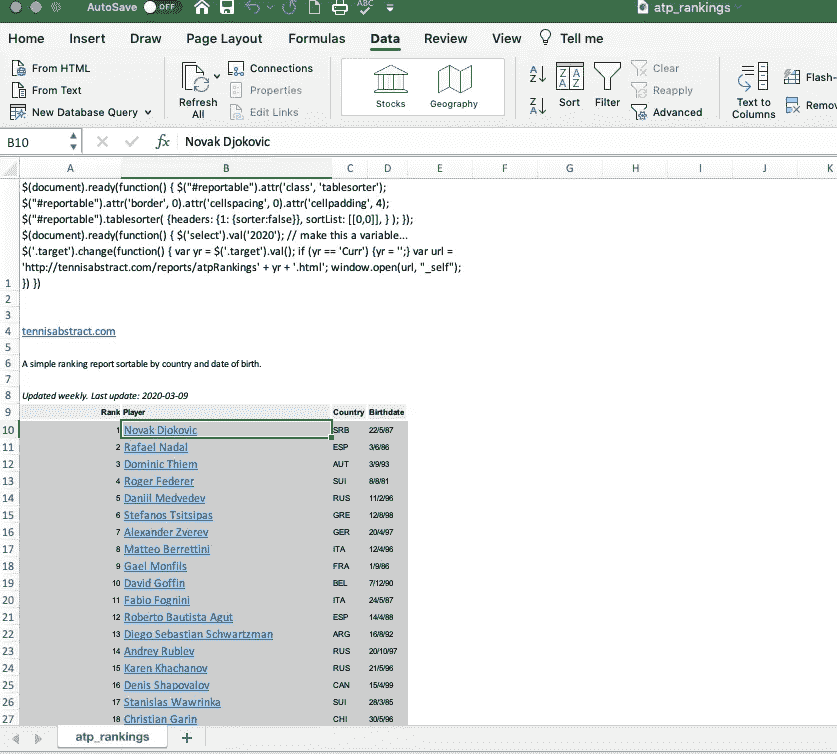 AutoSave OFF ABC atp_rankings
Home Insert Draw Page Layout Formulas Data Review View Tell me
From HTML
From Text
New Database Query
Refresh All
Connections
Properties
Edit Links
Stocks Geography
A Z
Z A
Z A A Z
Sort
Filter
Clear
Reapply
Advanced
Text to Columns
Flash-
Remov
B10 fx Novak Djokovic
A B C D E F G H I J K
$(document).ready(function() { $("#reportable").attr('class', 'tablesorter');
$("#reportable").attr('border', 0).attr('cellspacing', 0).attr('cellpadding', 4);
$("#reportable").tablesorter( {headers: {1: {sorter:false}}, sortList: [[0,0]], } ); });
$(document).ready(function() { $('select').val('2020'); // make this a variable...
$('.target').change(function() { var yr = $('.target').val(); if (yr == 'Curr') {yr = '';} var url =
'http://tennisabstract.com/reports/atpRankings' + yr + '.html'; window.open(url, "_self");
1 }) })
2
3
4 tennisabstract.com
5
6 A simple ranking report sortable by country and date of birth.
7
8 Updated weekly. Last update: 2020-03-09
9 Rank Player Country Birthdate
10 1 Novak Djokovic SRB 22/5/87
11 2 Rafael Nadal ESP 3/6/86
12 3 Dominic Thiem AUT 3/9/93
13 4 Roger Federer SUI 8/8/81
14 5 Daniil Medvedev RUS 11/2/96
15 6 Stefanos Tsitsipas GRE 12/8/98
16 7 Alexander Zverev GER 20/4/97
17 8 Matteo Berrettini ITA 12/4/96
18 9 Gael Monfils FRA 1/9/86
19 10 David Goffin BEL 7/12/90
20 11 Fabio Fognini ITA 24/5/87
21 12 Roberto Bautista Agut ESP 14/4/88
22 13 Diego Sebastian Schwartzman ARG 16/8/92
23 14 Andrey Rublev RUS 20/10/97
24 15 Karen Khachanov RUS 21/5/96
25 16 Denis Shapovalov CAN 15/4/99
26 17 Stanislas Wawrinka SUI 28/3/85
27 18 Christian Garin CHI 30/5/96
atp_rankings +